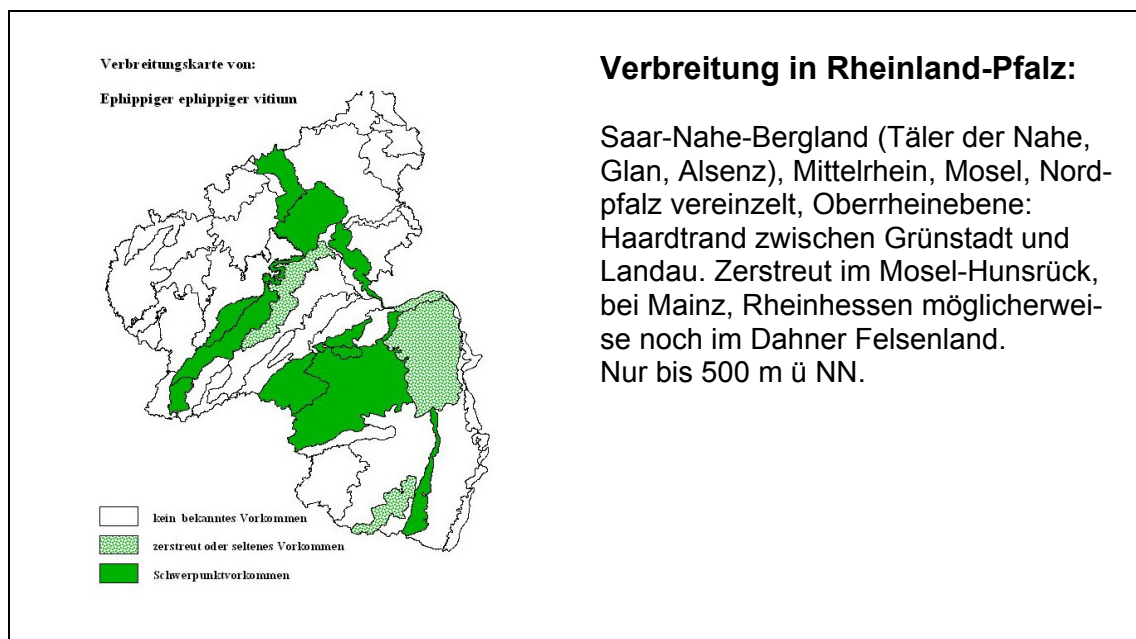 Verbreitungskarte von:
Ephippiger ephippiger vitium
kein bekanntes Vorkommen
zerstreut oder seltenes Vorkommen
Schwerpunktvorkommen
Verbreitung in Rheinland-Pfalz:
Saar-Nahe-Bergland (Täler der Nahe,
Glan, Alsenz), Mittelrhein, Mosel, Nord-
pfalz vereinzelt, Oberrheinebene:
Haardtrand zwischen Grünstadt und
Landau. Zerstreut im Mosel-Hunsrück,
bei Mainz, Rheinhessen möglicherwei-
se noch im Dahner Felsenland.
Nur bis 500 m ü NN.